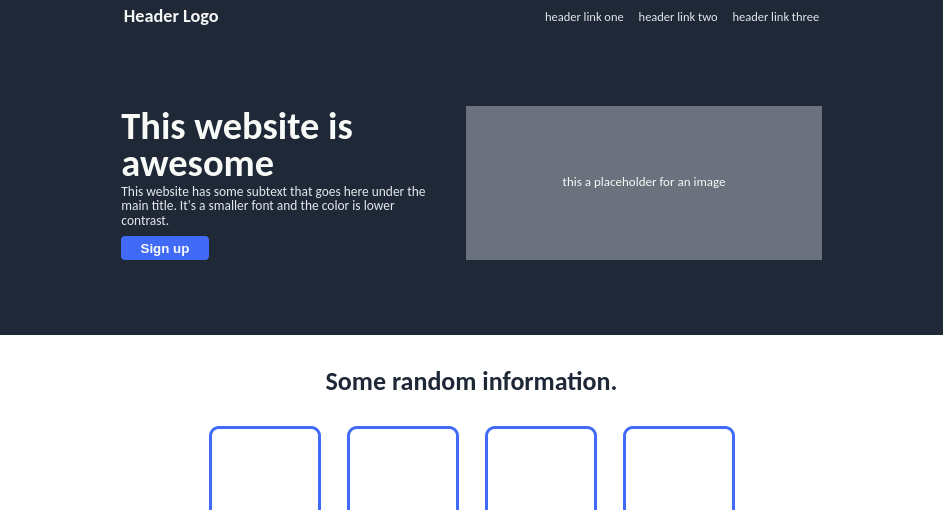 Header Logo
header link one
header link two
header link three
This website is
awesome
This website has some subtext that goes here under the
main title. It's a smaller font and the color is lower
contrast.
Sign up
this a placeholder for an image
Some random information.